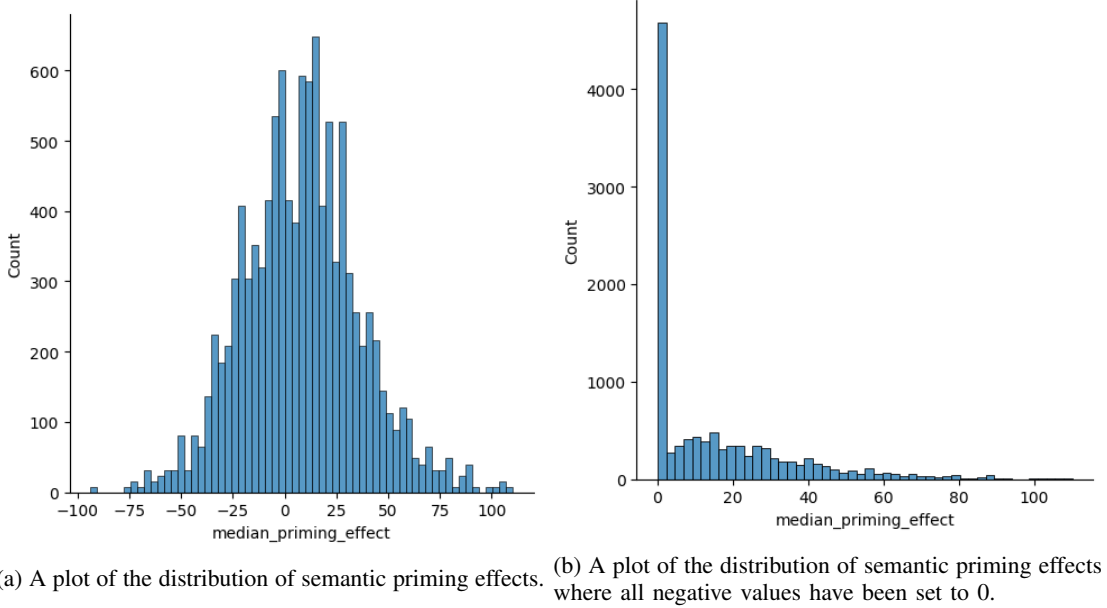 600
500
400
300
200
100
0
Count
−100 −75 −50 −25 0 25 50 75 100
median_priming_effect
(a) A plot of the distribution of semantic priming effects.
4000
3000
2000
1000
0
Count
0 20 40 60 80 100
median_priming_effect
(b) A plot of the distribution of semantic priming effects
where all negative values have been set to 0.